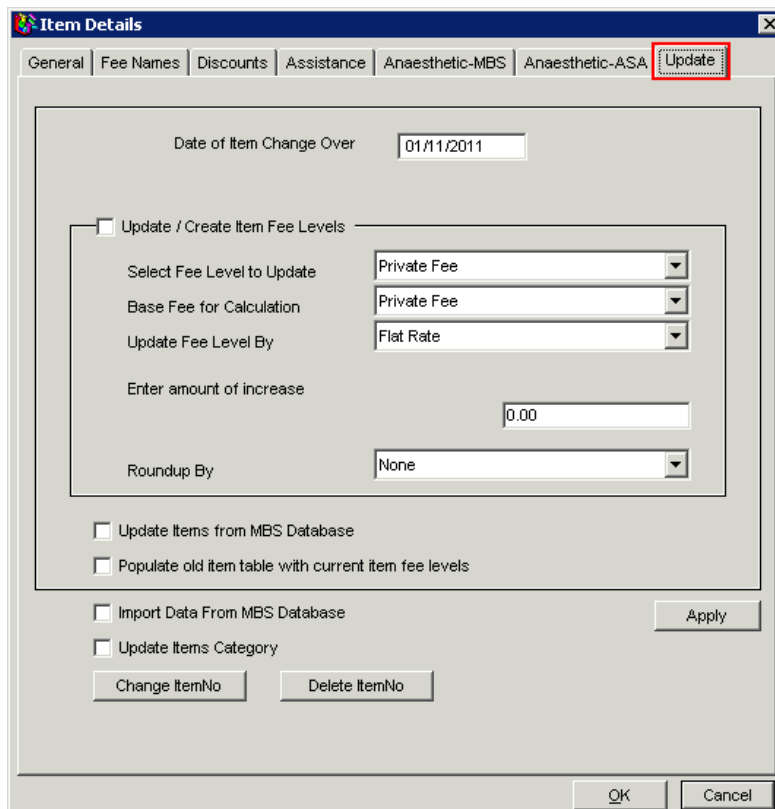 Item Details
General Fee Names Discounts Assistance Anaesthetic-MBS Anaesthetic-ASA Update
Date of Item Change Over 01/11/2011
Update / Create Item Fee Levels
Select Fee Level to Update Private Fee
Base Fee for Calculation Private Fee
Update Fee Level By Flat Rate
Enter amount of increase
0.00
Roundup By None
Update Items from MBS Database
Populate old item table with current item fee levels
Import Data From MBS Database Apply
Update Items Category
Change ItemNo Delete ItemNo
OK Cancel